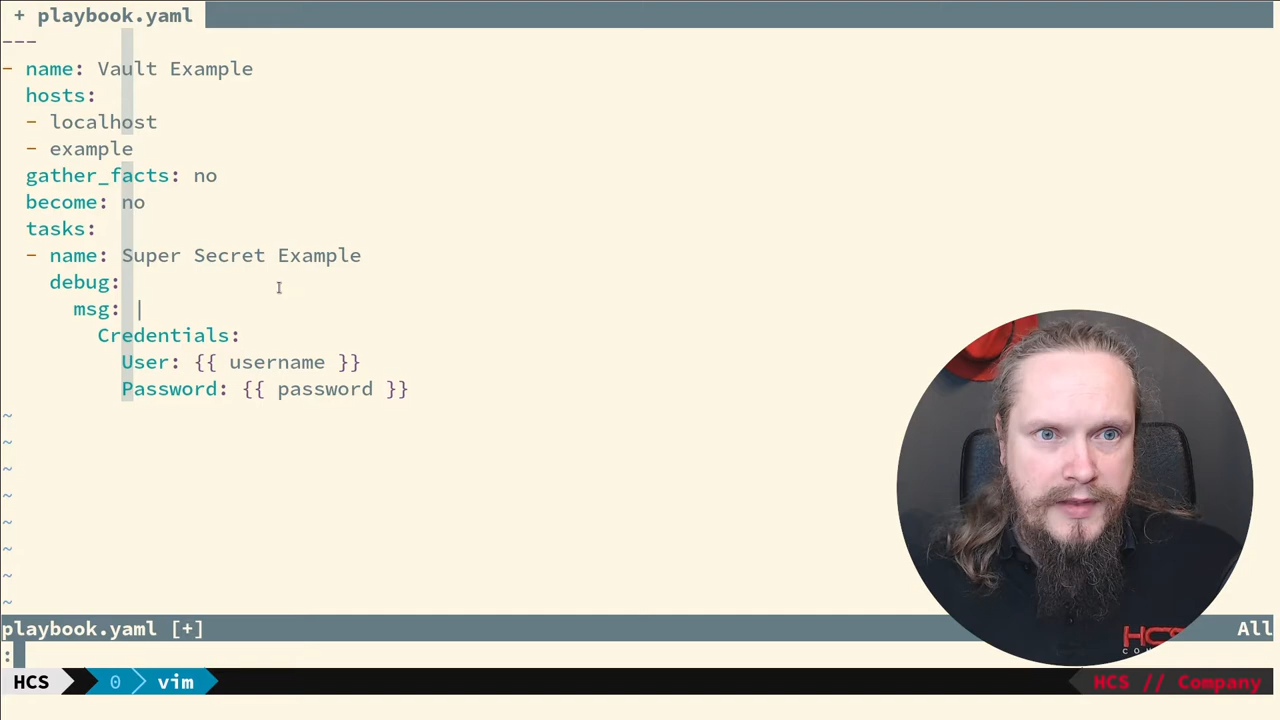 + playbook.yaml
---
- name: Vault Example
  hosts:
  - localhost
  - example
  gather_facts: no
  become: no
  tasks:
  - name: Super Secret Example
    debug:
      msg: |
        Credentials:
          User: {{ username }}
          Password: {{ password }}
~
~
~
~
~
~
~
~
playbook.yaml [+] All
:
HCS
HCS 0 vim HCS // Company